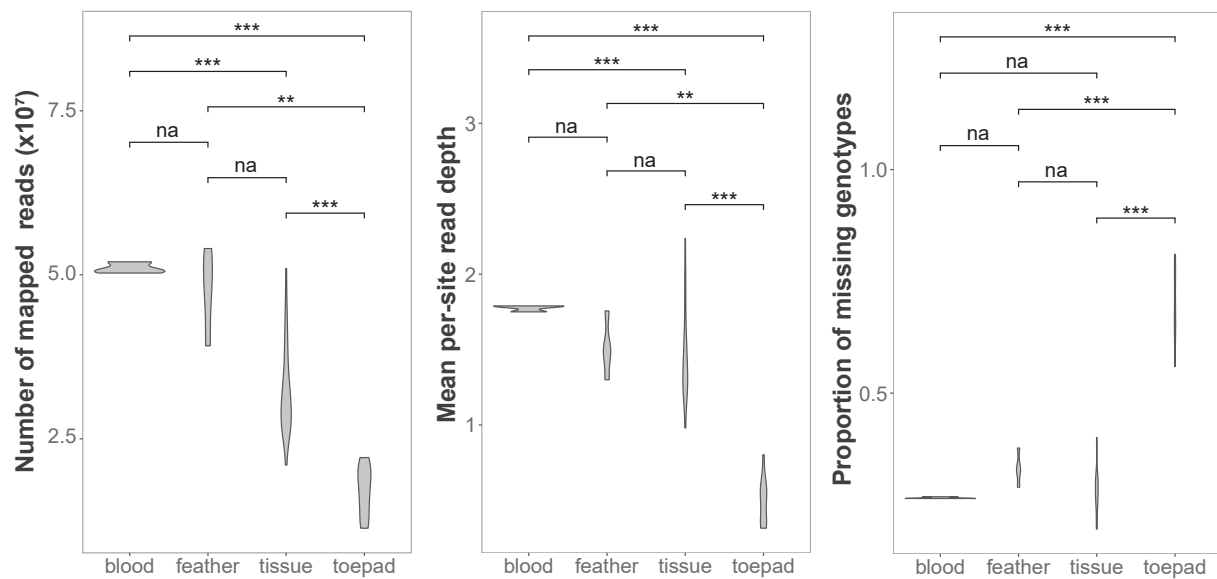 Number of mapped reads (x10⁷)
7.5
5.0
2.5
***
***
**
na
na
***
blood feather tissue toepad
Mean per-site read depth
3
2
1
***
***
**
na
na
***
blood feather tissue toepad
Proportion of missing genotypes
1.0
0.5
***
na
***
na
na
***
blood feather tissue toepad